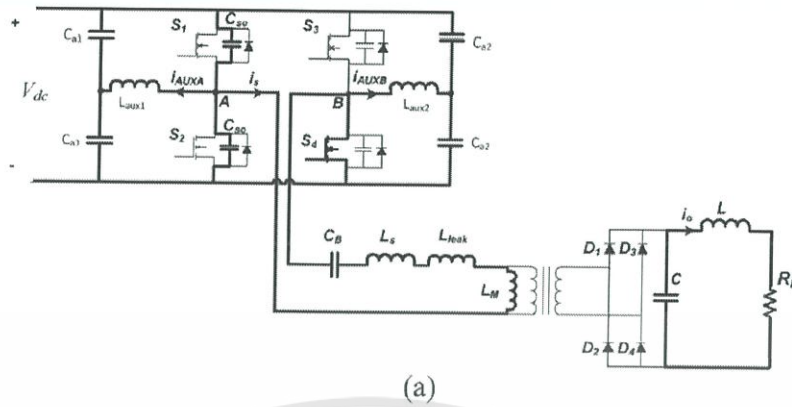 +
S1 Cso S3
Ca1 Ca2
iAUXA is iAUXB
Vdc Laux1 A B Laux2
Cso
Ca1 S2 S4 Ca2
-
CB Ls Lleak
LM
D1 D3 io L
C
D2 D4
(a)